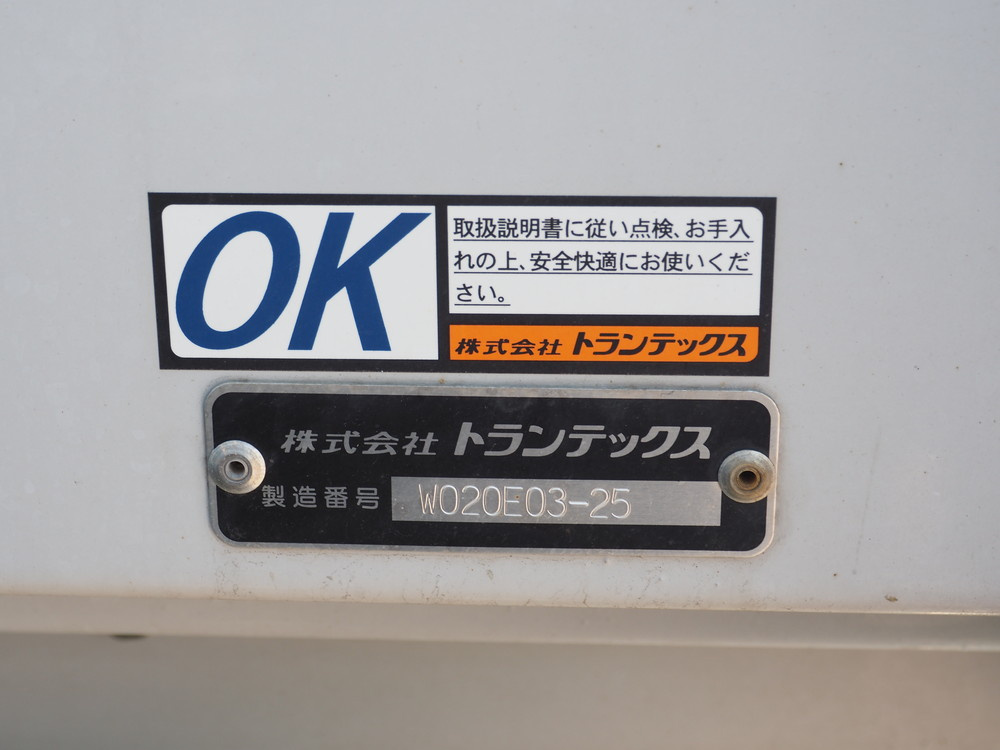 OK
取扱説明書に従い点検、お手入
れの上、安全快適にお使いくだ
さい。
株式会社 トランテックス
株式会社 トランテックス
製造番号 W020E03-25